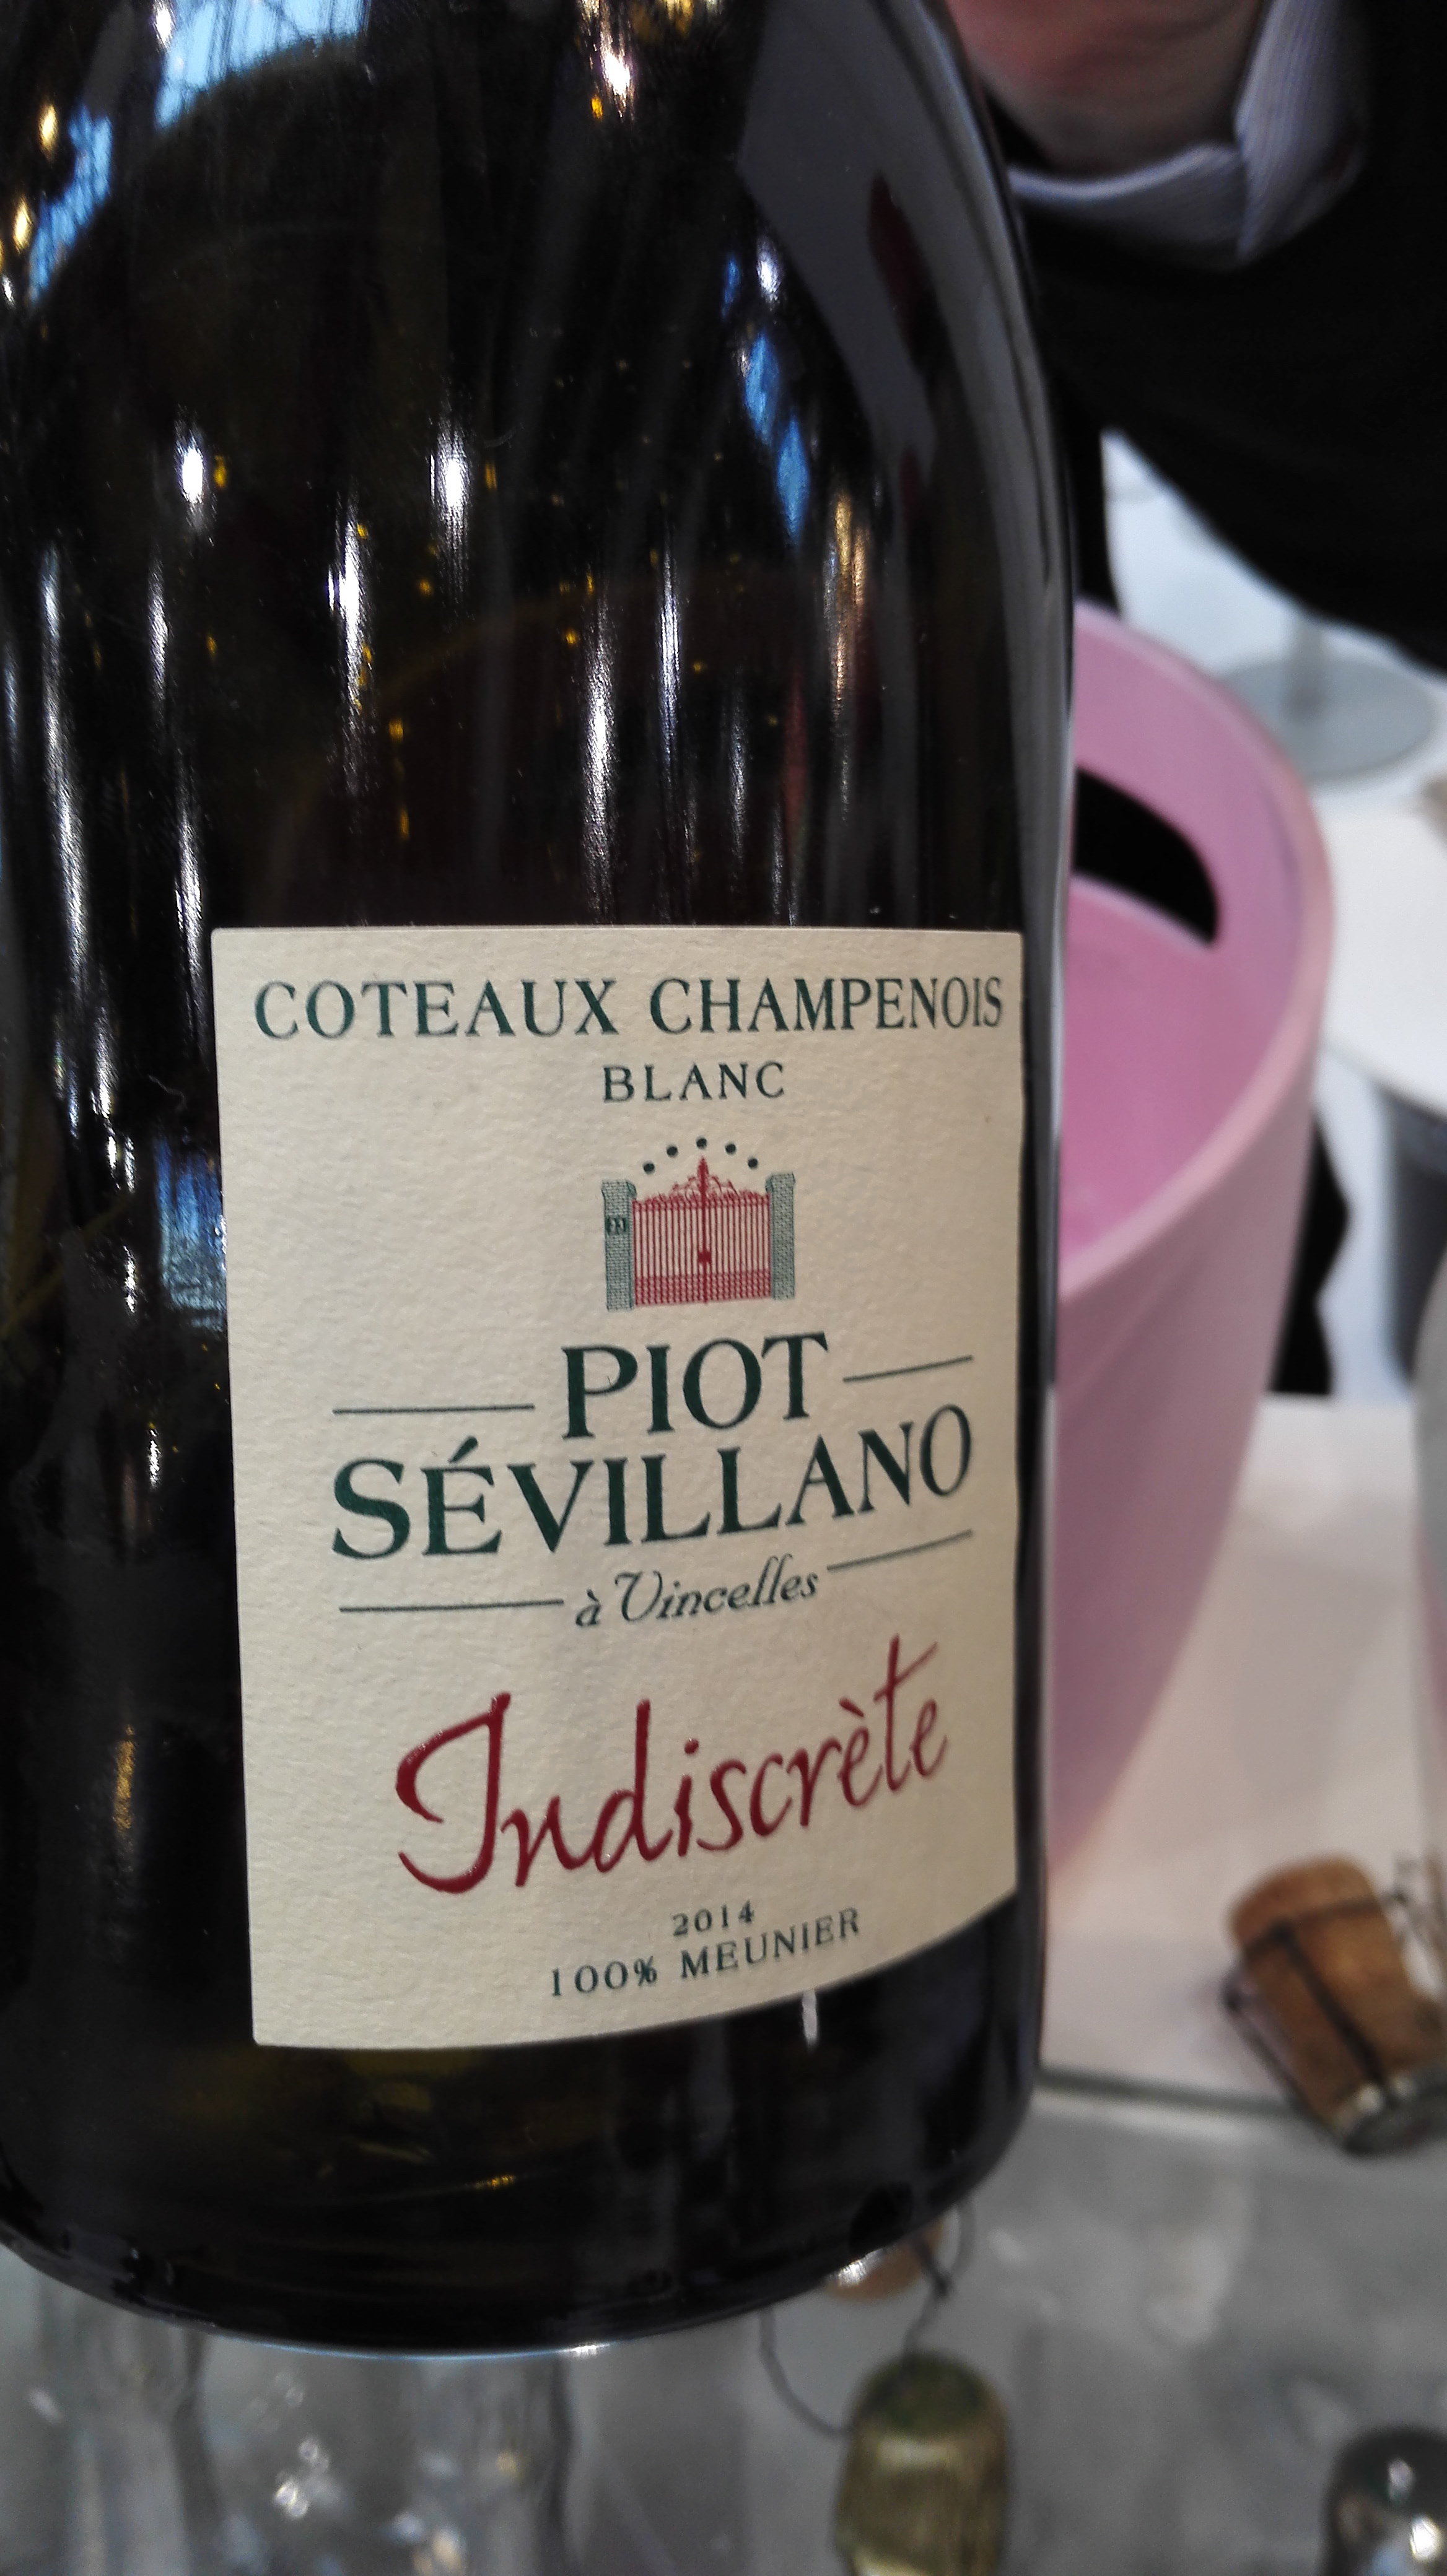 COTEAUX CHAMPENOIS
BLANC
PIOT
SÉVILLANO
à Vincelles
Indiscrète
2014
100% MEUNIER